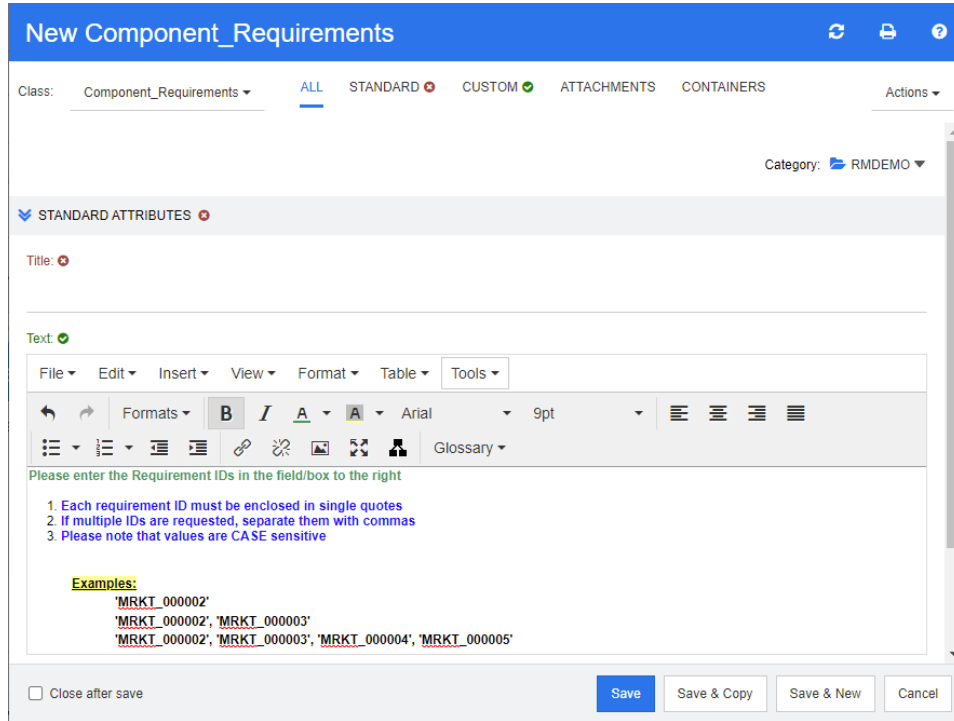 New Component_Requirements
Class: Component_Requirements ALL STANDARD CUSTOM ATTACHMENTS CONTAINERS Actions
Category: RMDEMO
STANDARD ATTRIBUTES
Title:
Text:
File Edit Insert View Format Table Tools
Formats B I A A Arial 9pt
Glossary
Please enter the Requirement IDs in the field/box to the right
1. Each requirement ID must be enclosed in single quotes
2. If multiple IDs are requested, separate them with commas
3. Please note that values are CASE sensitive
Examples:
'MRKT_000002'
'MRKT_000002', 'MRKT_000003'
'MRKT_000002', 'MRKT_000003', 'MRKT_000004', 'MRKT_000005'
Close after save Save Save & Copy Save & New Cancel